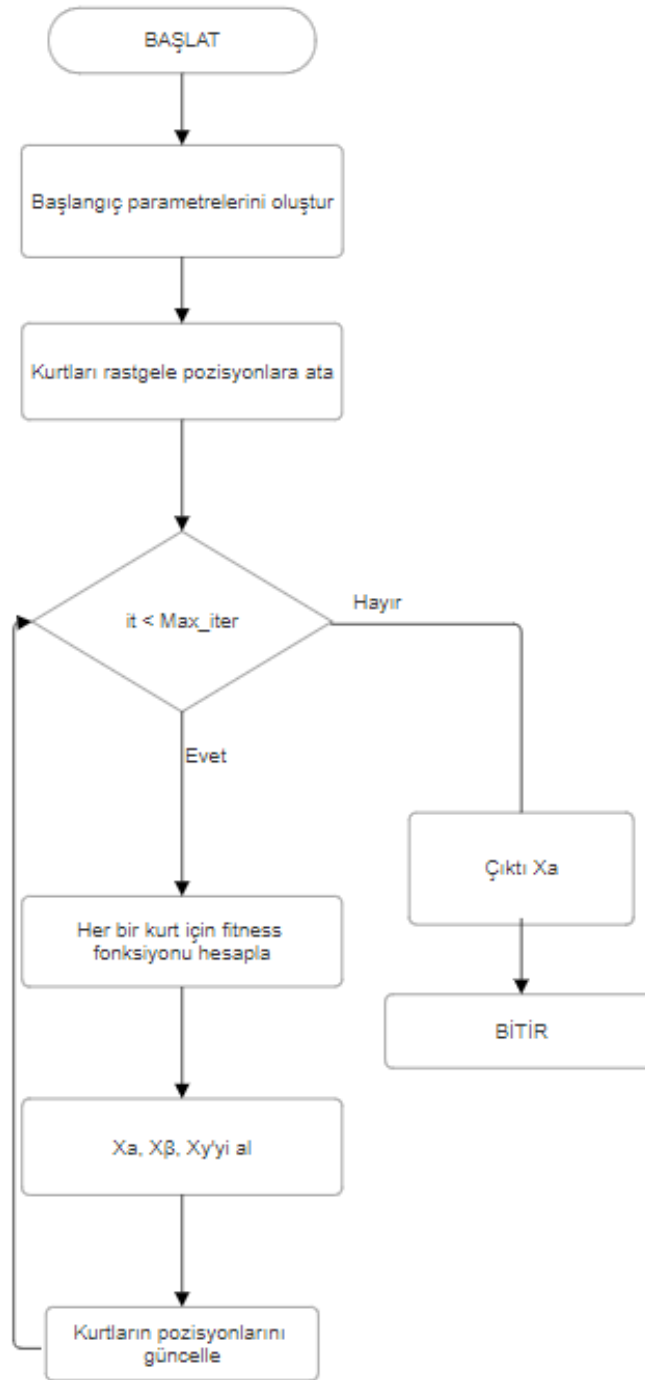 BAŞLAT
Başlangıç parametrelerini oluştur
Kurtları rastgele pozisyonlara ata
it < Max_iter
Hayır
Evet
Çıktı Xa
Her bir kurt için fitness
fonksiyonu hesapla
BİTİR
Xa, Xβ, Xy'yi al
Kurtların pozisyonlarını
güncelle